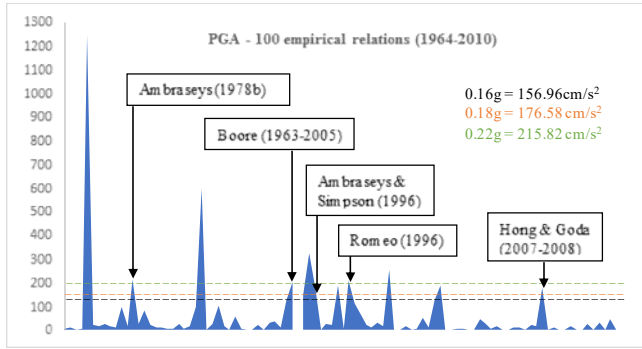 PGA - 100 empirical relations (1964-2010)
1300
1200
1100
1000
900
800
700
600
500
400
300
200
100
0
Ambraseys (1978b)
Boore (1963-2005)
Ambraseys &
Simpson (1996)
Romeo (1996)
Hong & Goda
(2007-2008)
0.16g = 156.96cm/s²
0.18g = 176.58 cm/s²
0.22g = 215.82 cm/s²